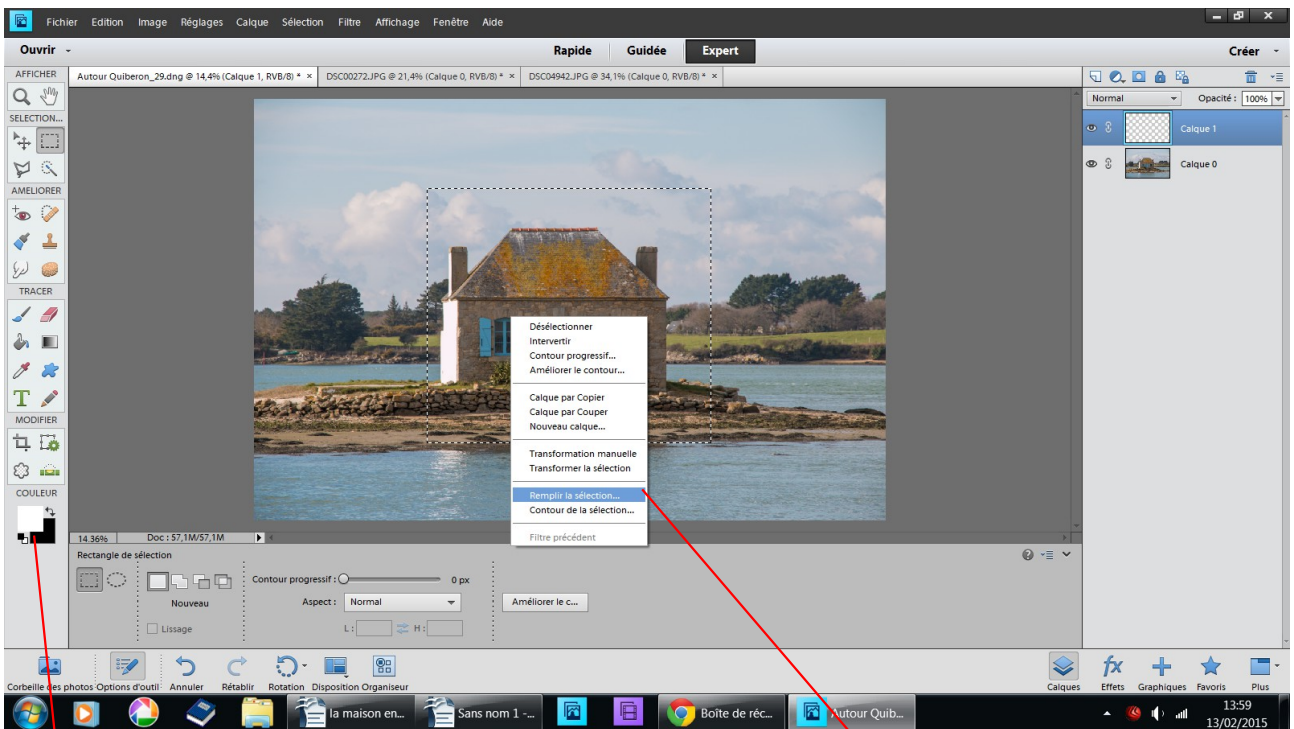 Fichier Edition Image Réglages Calque Sélection Filtre Affichage Fenêtre Aide
Ouvrir Rapide Guidée Expert Créer
AFFICHER
Autour Quiberon_29.dng @ 14,4% (Calque 1, RVB/8) * × DSC00272.JPG @ 21,4% (Calque 0, RVB/8) * × DSC04942.JPG @ 34,1% (Calque 0, RVB/8) * ×
Normal Opacité : 100%
SELECTION...
Calque 1
Calque 0
AMELIORER
TRACER
MODIFIER
COULEUR
Désélectionner
Intervertir
Contour progressif...
Améliorer le contour...
Calque par Copier
Calque par Couper
Nouveau calque...
Transformation manuelle
Transformer la sélection
Remplir la sélection...
Contour de la sélection...
Filtre précédent
14.36% Doc : 57,1M/57,1M
Rectangle de sélection
Contour progressif : 0 px
Nouveau Aspect : Normal Améliorer le c...
Lissage L : H :
Corbeille des photos Options d'outil Annuler Rétablir Rotation Disposition Organiseur Calques Effets Graphiques Favoris Plus
la maison en... Sans nom 1 -... Boîte de réc... Autour Quib...
13:59
13/02/2015